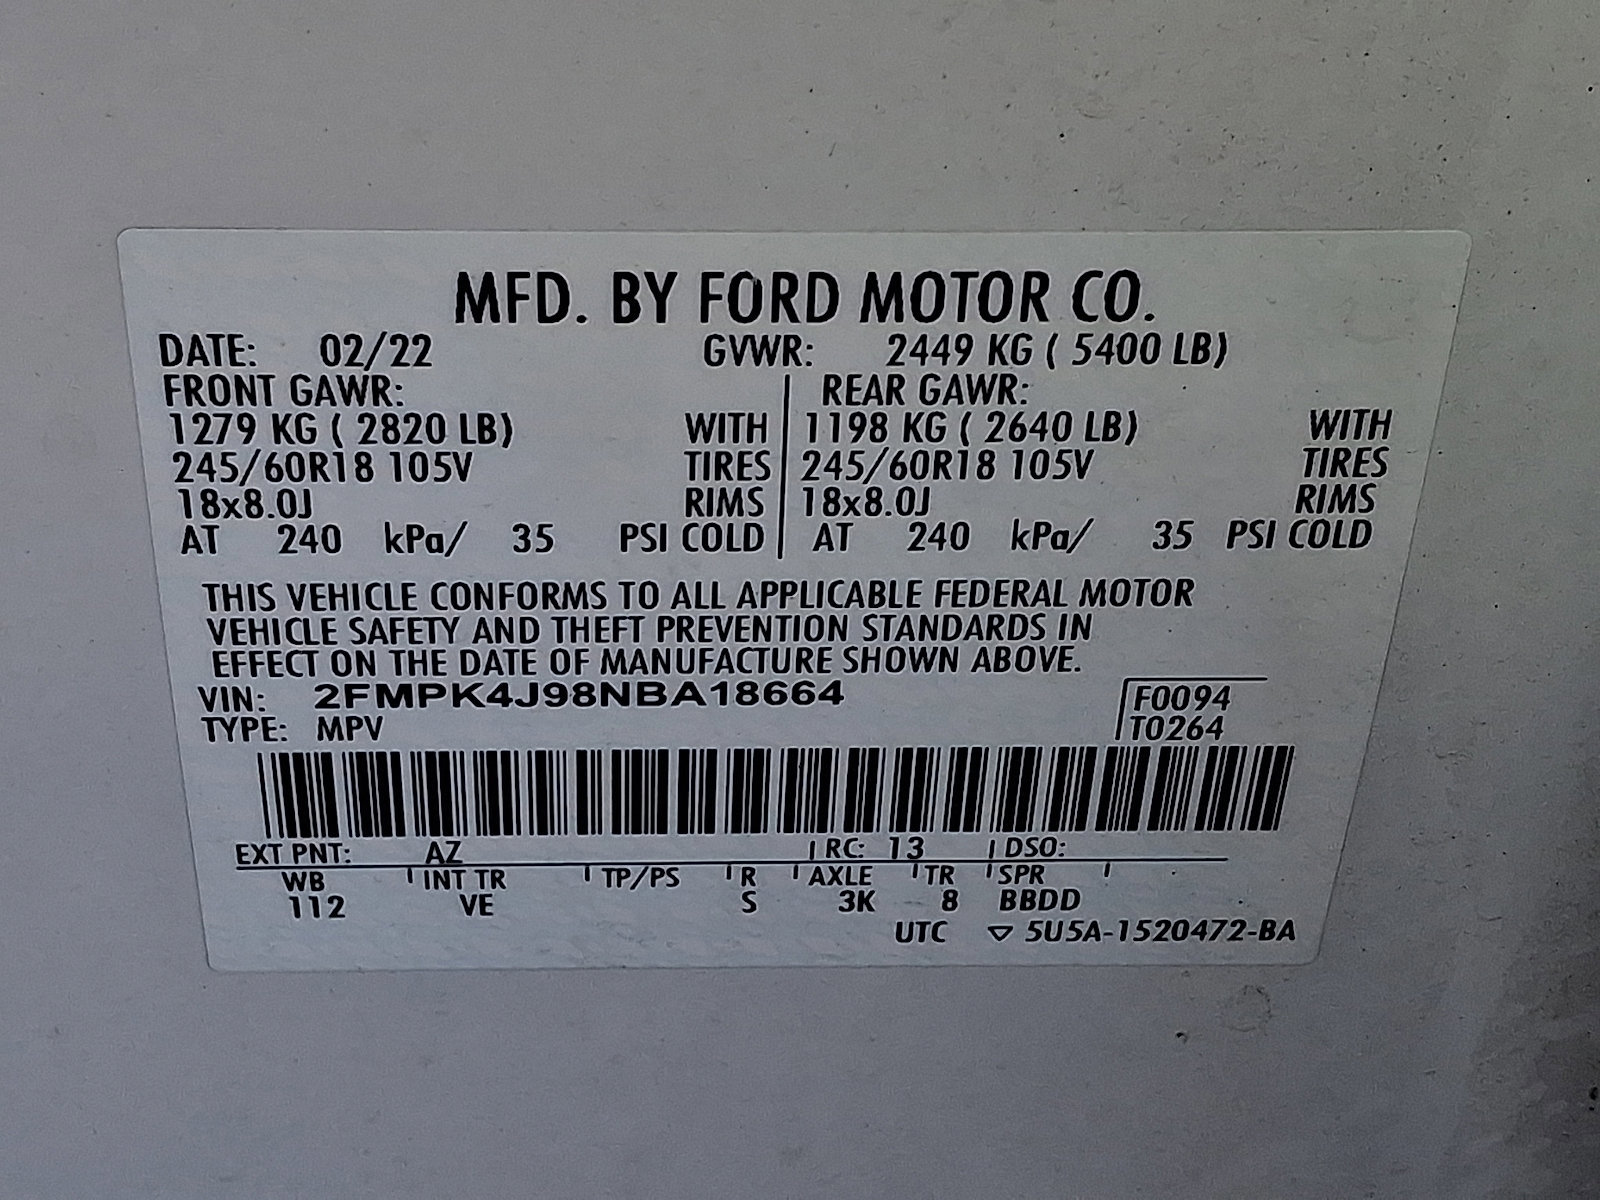 MFD. BY FORD MOTOR CO.
DATE: 02/22 GVWR: 2449 KG ( 5400 LB)
FRONT GAWR: REAR GAWR:
1279 KG ( 2820 LB) WITH 1198 KG ( 2640 LB) WITH
245/60R18 105V TIRES 245/60R18 105V TIRES
18x8.0J RIMS 18x8.0J RIMS
AT 240 kPa/ 35 PSI COLD AT 240 kPa/ 35 PSI COLD
THIS VEHICLE CONFORMS TO ALL APPLICABLE FEDERAL MOTOR
VEHICLE SAFETY AND THEFT PREVENTION STANDARDS IN
EFFECT ON THE DATE OF MANUFACTURE SHOWN ABOVE.
VIN: 2FMPK4J98NBA18664 F0094
TYPE: MPV T0264
EXT PNT: AZ RC: 13 DSO:
WB INT TR TP/PS R AXLE TR SPR
112 VE S 3K 8 BBDD
UTC ▽ 5U5A-1520472-BA